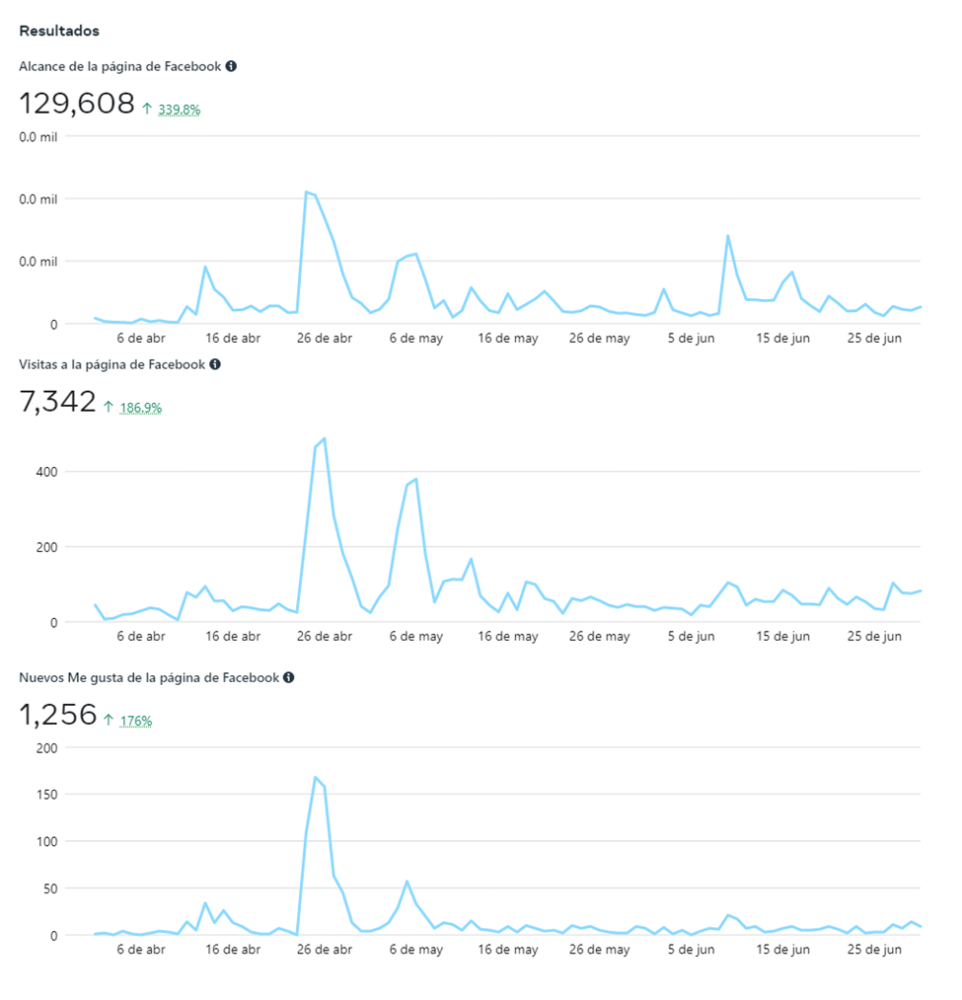 Resultados
Alcance de la página de Facebook
129,608 ↑ 339.8%
0.0 mil
0.0 mil
0.0 mil
0
6 de abr 16 de abr 26 de abr 6 de may 16 de may 26 de may 5 de jun 15 de jun 25 de jun
Visitas a la página de Facebook
7,342 ↑ 186.9%
400
200
0
6 de abr 16 de abr 26 de abr 6 de may 16 de may 26 de may 5 de jun 15 de jun 25 de jun
Nuevos Me gusta de la página de Facebook
1,256 ↑ 176%
200
150
100
50
0
6 de abr 16 de abr 26 de abr 6 de may 16 de may 26 de may 5 de jun 15 de jun 25 de jun